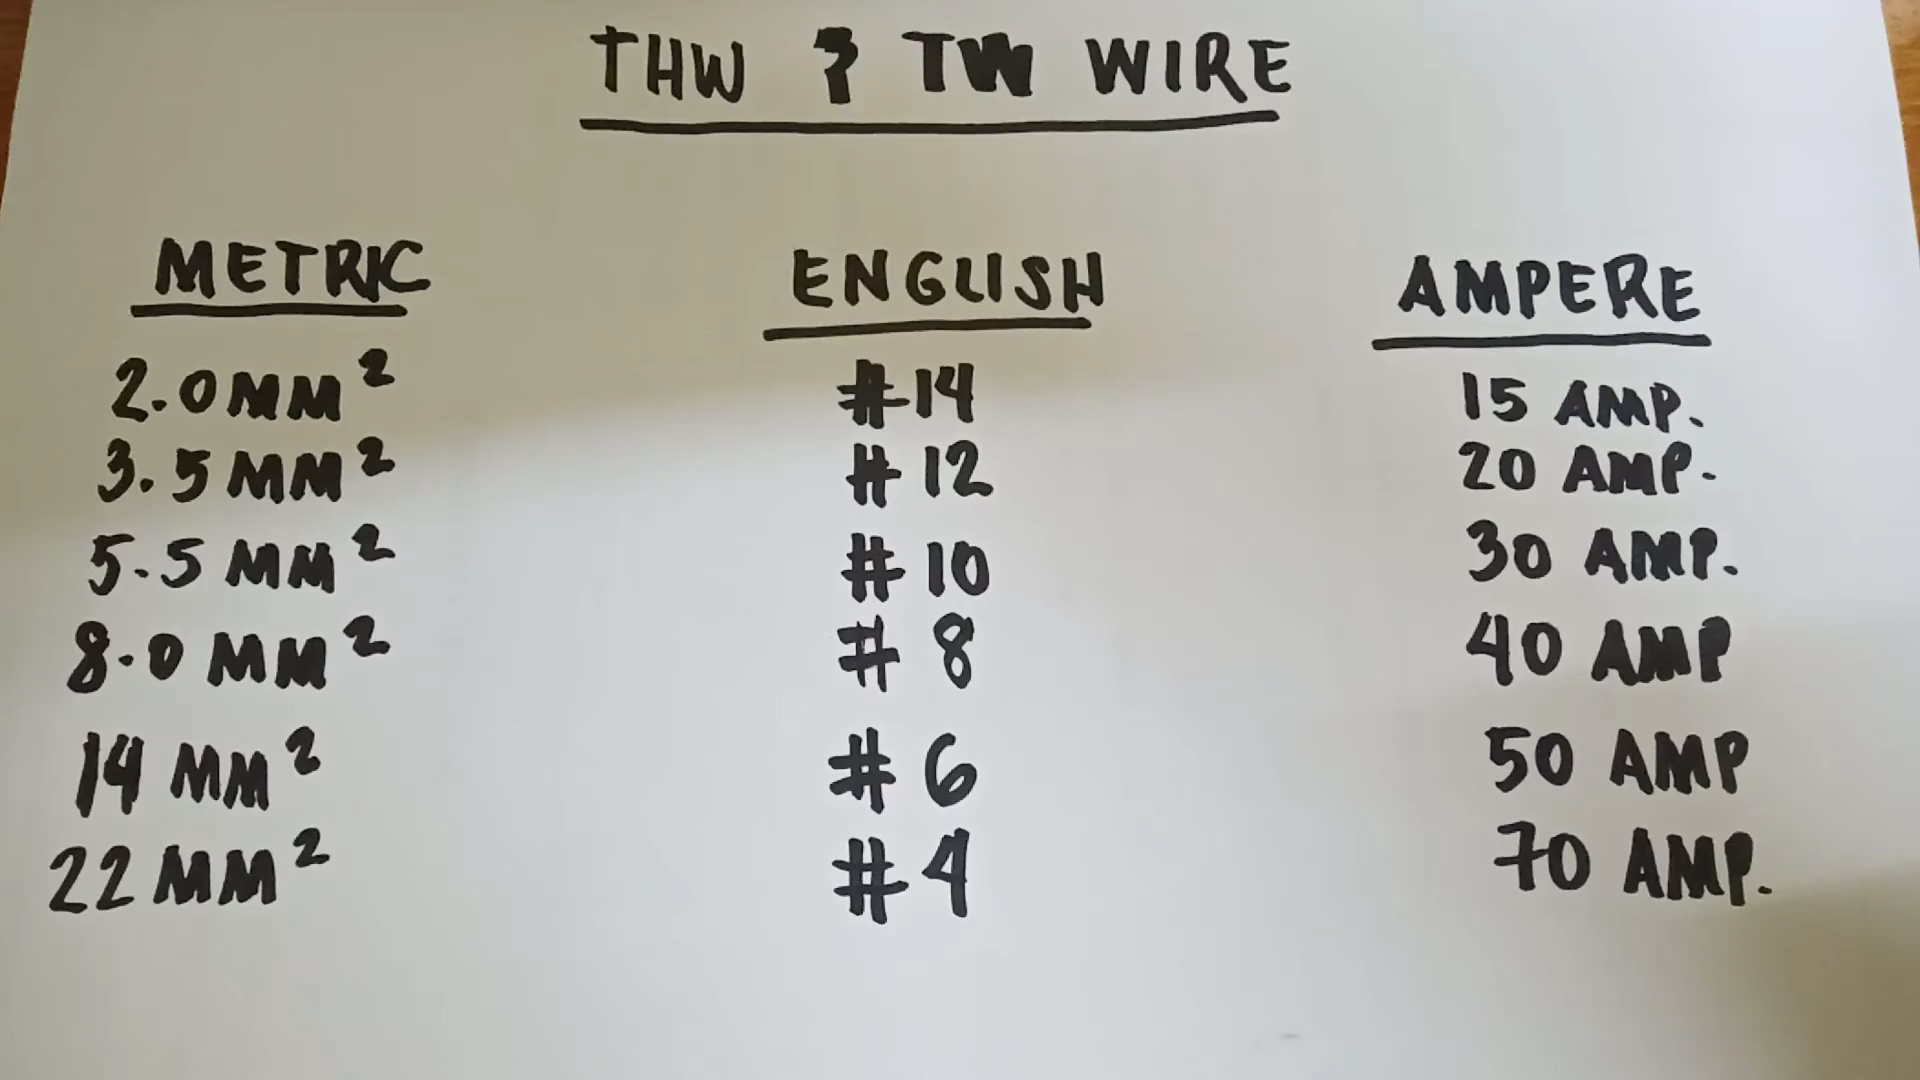 THW ? TW WIRE
METRIC ENGLISH AMPERE
2.0MM² #14 15 AMP.
3.5MM² #12 20 AMP.
5.5MM² #10 30 AMP.
8.0MM² #8 40 AMP
14MM² #6 50 AMP
22MM² #4 70 AMP.